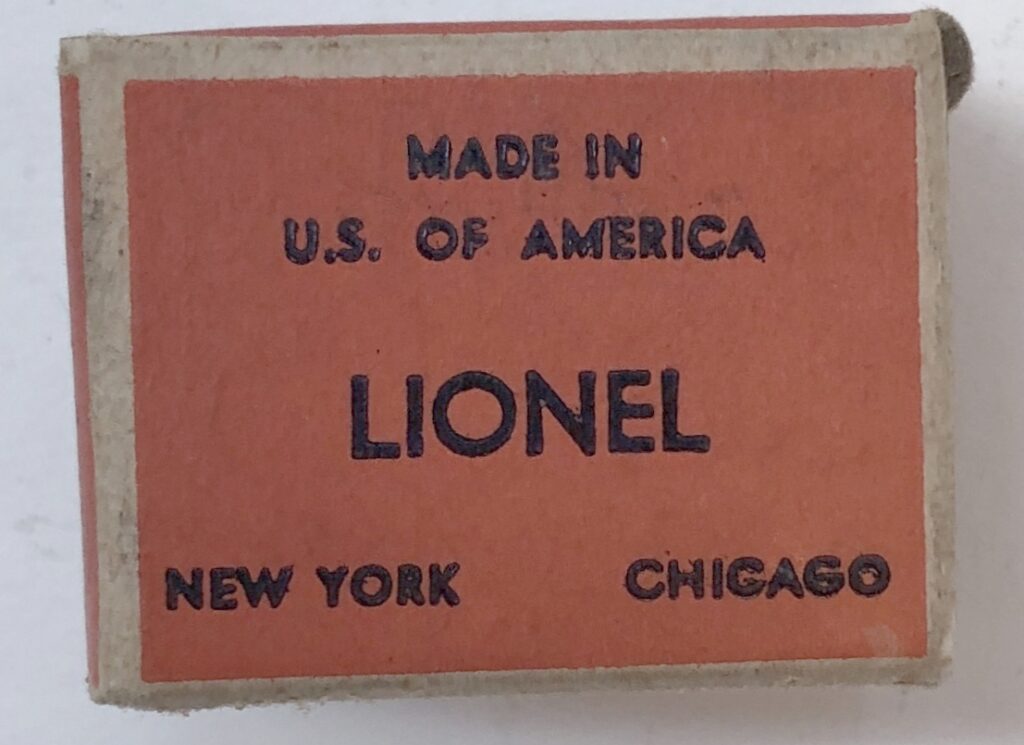 MADE IN
U.S. OF AMERICA
LIONEL
NEW YORK CHICAGO